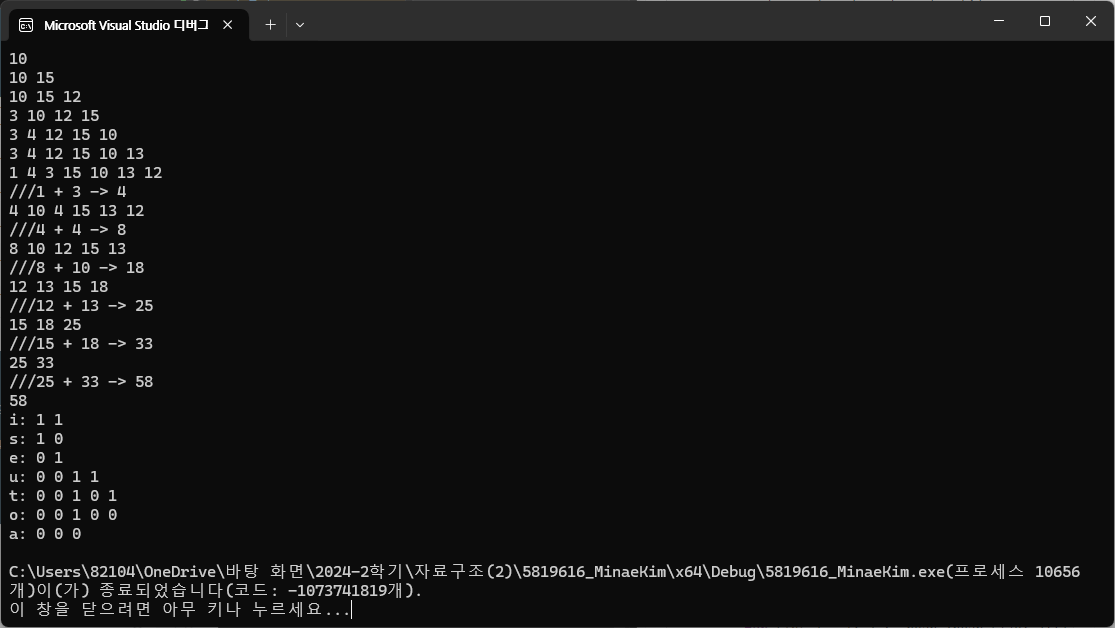 Microsoft Visual Studio 디버그
10
10 15
10 15 12
3 10 12 15
3 4 12 15 10
3 4 12 15 10 13
1 4 3 15 10 13 12
///1 + 3 -> 4
4 10 4 15 13 12
///4 + 4 -> 8
8 10 12 15 13
///8 + 10 -> 18
12 13 15 18
///12 + 13 -> 25
15 18 25
///15 + 18 -> 33
25 33
///25 + 33 -> 58
58
i: 1 1
s: 1 0
e: 0 1
u: 0 0 1 1
t: 0 0 1 0 1
o: 0 0 1 0 0
a: 0 0 0
C:\Users\82104\OneDrive\바탕 화면\2024-2학기\자료구조(2)\5819616_MinaeKim\x64\Debug\5819616_MinaeKim.exe(프로세스 10656
개)이(가) 종료되었습니다(코드: -1073741819개).
이 창을 닫으려면 아무 키나 누르세요...